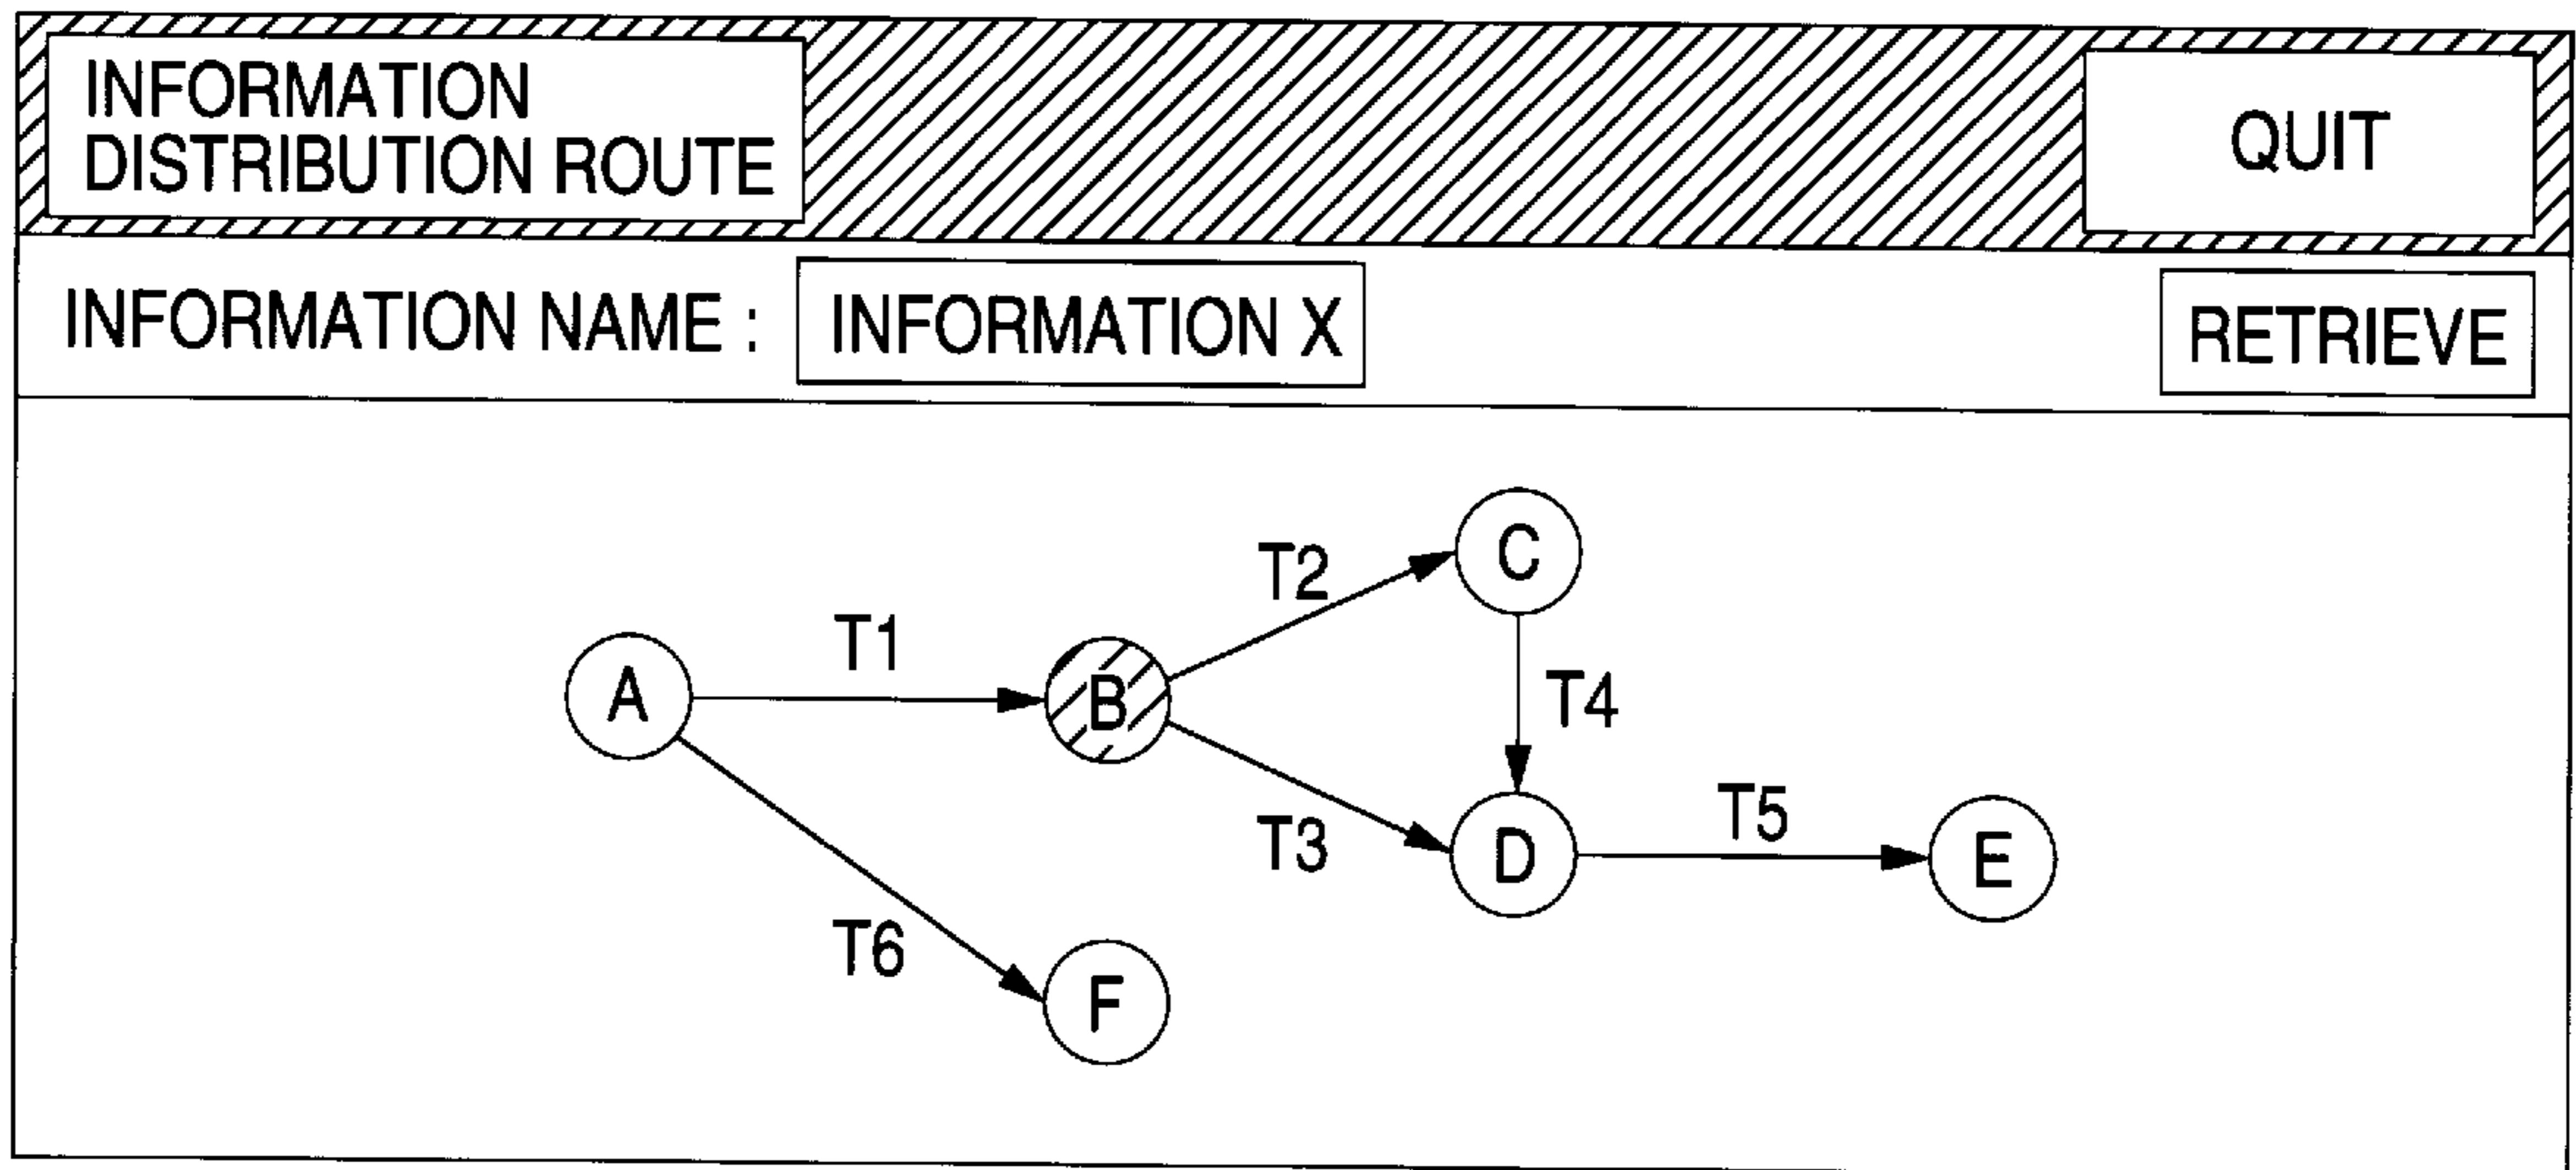 INFORMATION
DISTRIBUTION ROUTE
QUIT
INFORMATION NAME : INFORMATION X
RETRIEVE
C
T2
T1
A
B
T4
T5
T3
D
E
T6
F